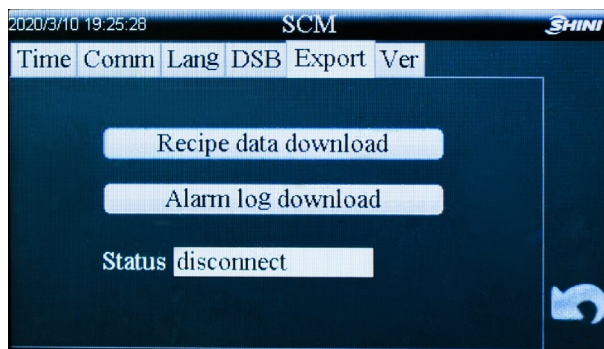 2020/3/10 19:25:28 SCM SHINI
Time Comm Lang DSB Export Ver
Recipe data download
Alarm log download
Status disconnect